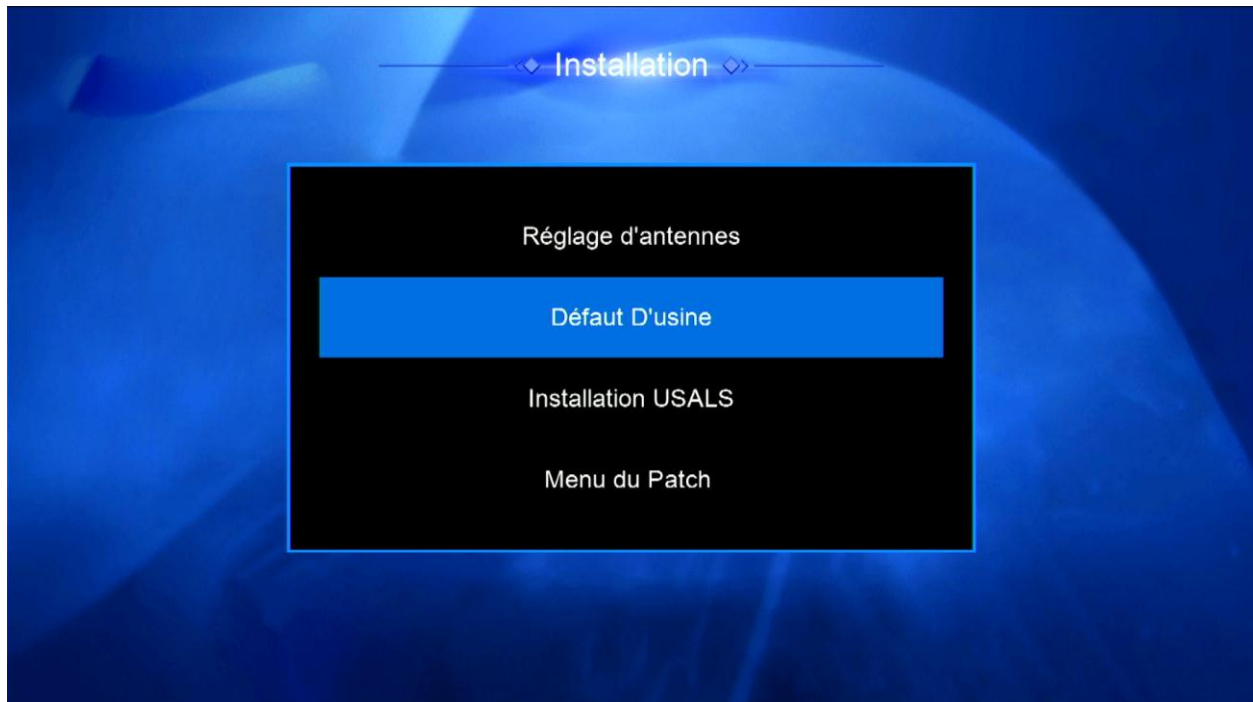 Installation
Réglage d'antennes
Défaut D'usine
Installation USALS
Menu du Patch